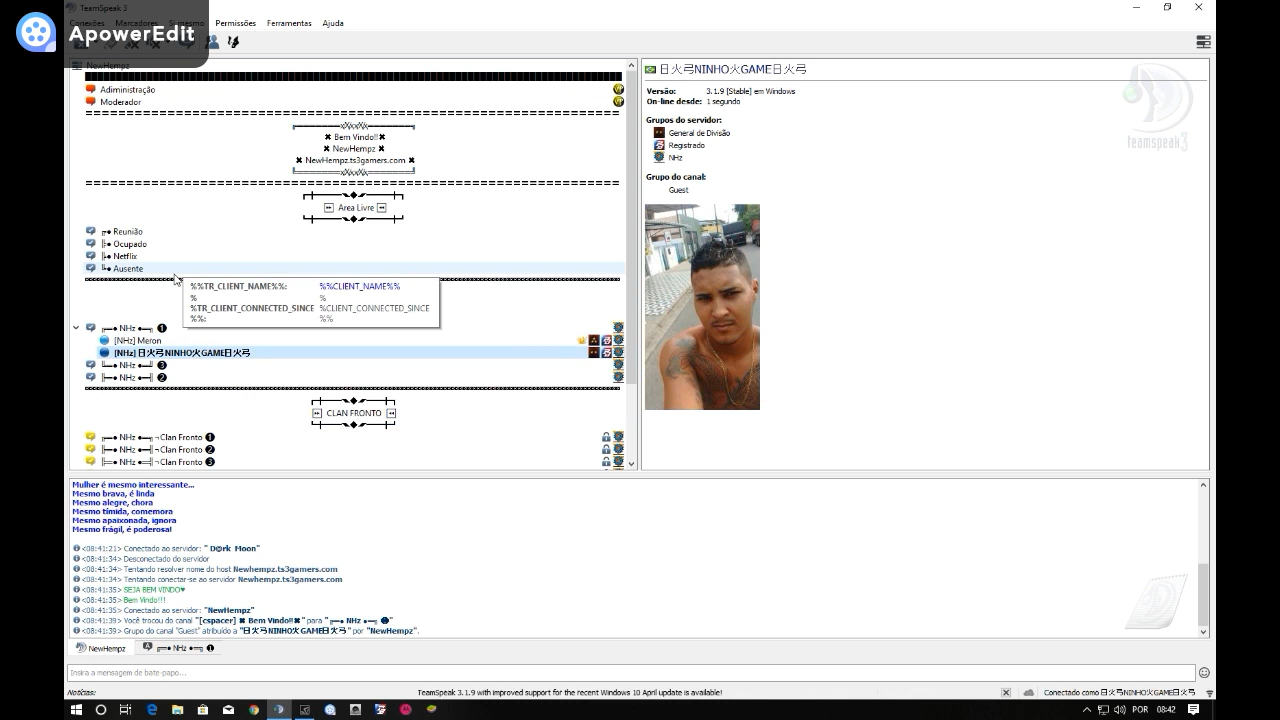 TeamSpeak 3
Conexões Marcadores Si mesmo Permissões Ferramentas Ajuda
ApowerEdit
NewHempz
Adiministração
Moderador
✖ Bem Vindo!!✖
✖ NewHempz ✖
✖ NewHempz.ts3gamers.com ✖
Area Livre
╔● Reunião
╠● Ocupado
╠● Netflix
╚● Ausente
%%TR_CLIENT_NAME%%: %%CLIENT_NAME%%
% %
%TR_CLIENT_CONNECTED_SINCE %CLIENT_CONNECTED_SINCE
%%: %%
╔═● NHz ●═╗ ❶
[NHz] Meron
[NHz] 日火弓NINHO火GAME日火弓
╚═● NHz ●═╝ ❸
╠═● NHz ●═╣ ❷
CLAN FRONTO
╔═● NHz ●═╗¬Clan Fronto ❶
╠═● NHz ●═╣¬Clan Fronto ❷
╠═● NHz ●═╣¬Clan Fronto ❸
日火弓NINHO火GAME日火弓
Versão: 3.1.9 [Stable] em Windows
On-line desde: 1 segundo
Grupos do servidor:
General de Divisão
Registrado
NHz
Grupo do canal:
Guest
teamspeak3
Mulher é mesmo interessante...
Mesmo brava, é linda
Mesmo alegre, chora
Mesmo tímida, comemora
Mesmo apaixonada, ignora
Mesmo frágil, é poderosa!
<08:41:21> Conectado ao servidor: " D@rk Moon"
<08:41:34> Desconectado do servidor
<08:41:34> Tentando resolver nome do host Newhempz.ts3gamers.com
<08:41:34> Tentando conectar-se ao servidor Newhempz.ts3gamers.com
<08:41:35> SEJA BEM VINDO♥
<08:41:35> Bem Vindo!!!
<08:41:35> Conectado ao servidor: "NewHempz"
<08:41:39> Você trocou do canal "[cspacer] ✖ Bem Vindo!!✖" para "╔═● NHz ●═╗ ❶"
<08:41:39> Grupo do canal "Guest" atribuído a "日火弓NINHO火GAME日火弓" por "NewHempz".
NewHempz ╔═● NHz ●═╗ ❶
Insira a mensagem de bate-papo...
Notícias: TeamSpeak 3.1.9 with improved support for the recent Windows 10 April update is available! Conectado como 日火弓NINHO火GAME日火弓
POR 08:42